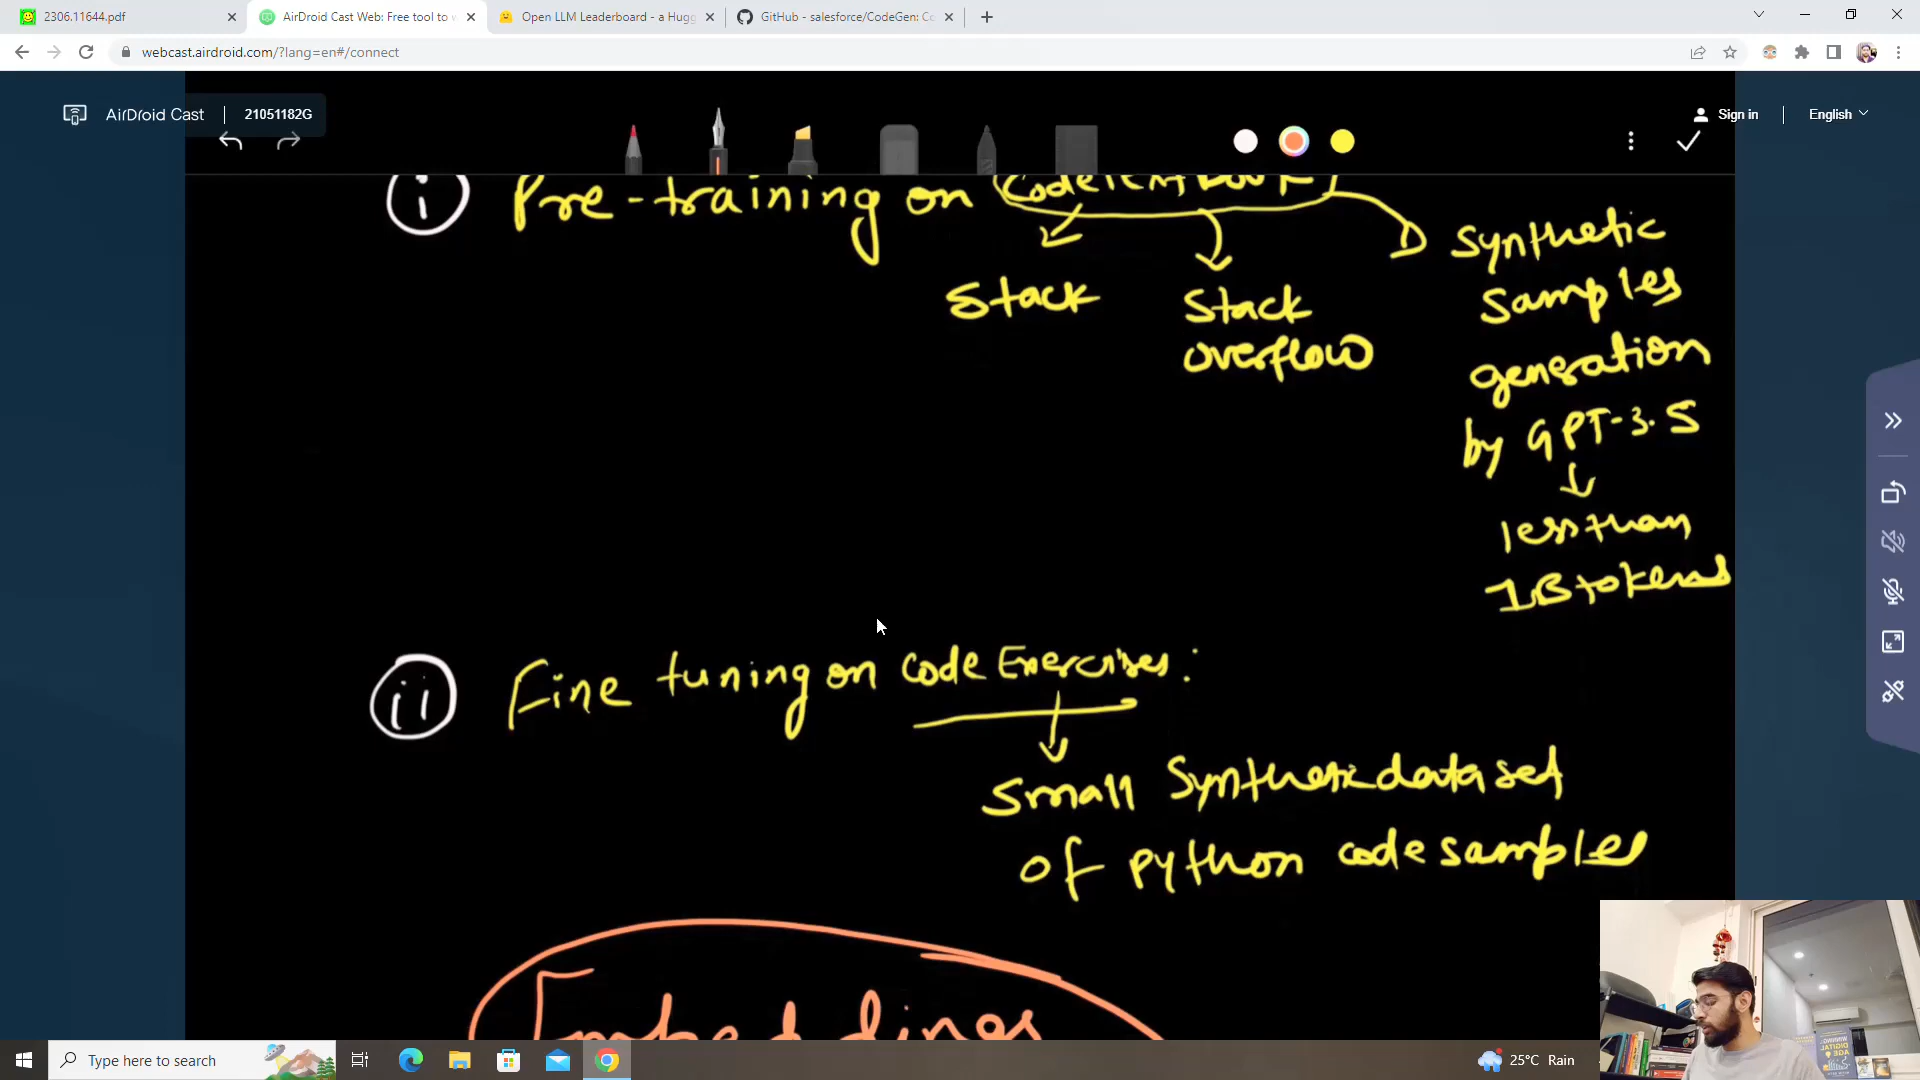 2306.11644.pdf
AirDroid Cast Web: Free tool to
Open LLM Leaderboard - a Hugg
GitHub - salesforce/CodeGen: Co
webcast.airdroid.com/?lang=en#/connect
AirDroid Cast
21051182G
Sign in
English
i Pre-training on
Stack
Stack
overflow
Synthetic
samples
generation
by GPT-3.5
less than
1B tokens
ii Fine tuning on code Exercises:
Small Synthetic dataset
of python code samples
Embeddings
Type here to search
25°C Rain